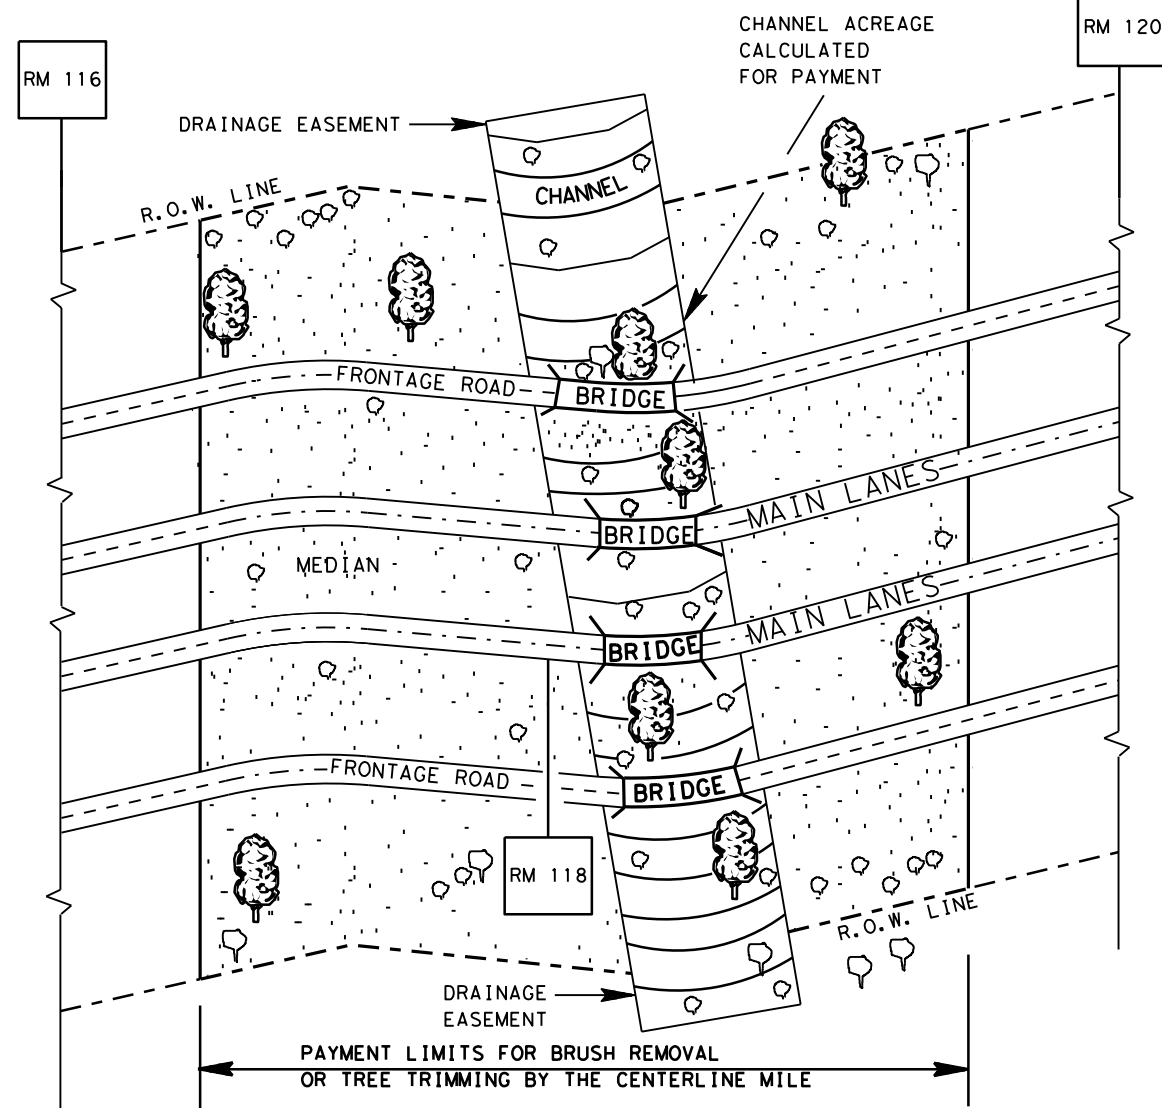 CHANNEL ACREAGE
CALCULATED
FOR PAYMENT
RM 120
RM 116
DRAINAGE EASEMENT
R.O.W. LINE
CHANNEL
FRONTAGE ROAD
BRIDGE
MAIN LANES
BRIDGE
MEDIAN
MAIN LANES
BRIDGE
FRONTAGE ROAD
BRIDGE
RM 118
R.O.W. LINE
DRAINAGE
EASEMENT
PAYMENT LIMITS FOR BRUSH REMOVAL
OR TREE TRIMMING BY THE CENTERLINE MILE